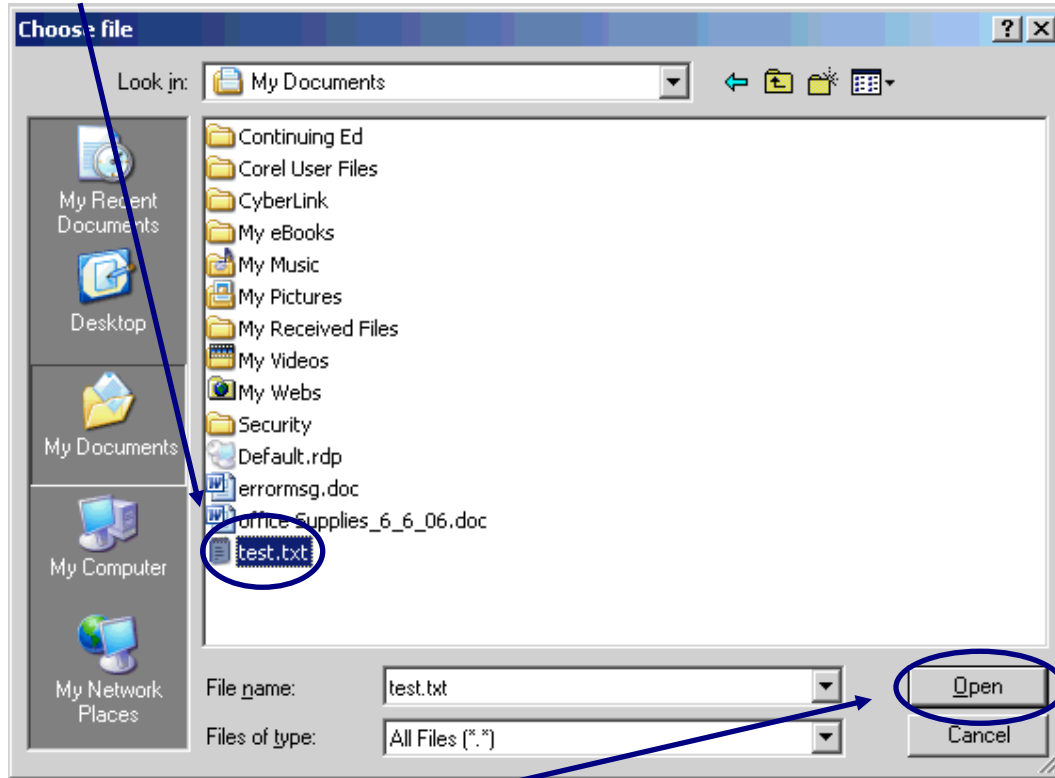 Choose file
Look in:
My Documents
My Recent
Documents
Desktop
My Documents
My Computer
My Network
Places
Continuing Ed
Corel User Files
CyberLink
My eBooks
My Music
My Pictures
My Received Files
My Videos
My Webs
Security
Default.rdp
errormsg.doc
office Supplies_6_6_06.doc
test.txt
File name:
test.txt
Open
Files of type:
All Files (*.*)
Cancel